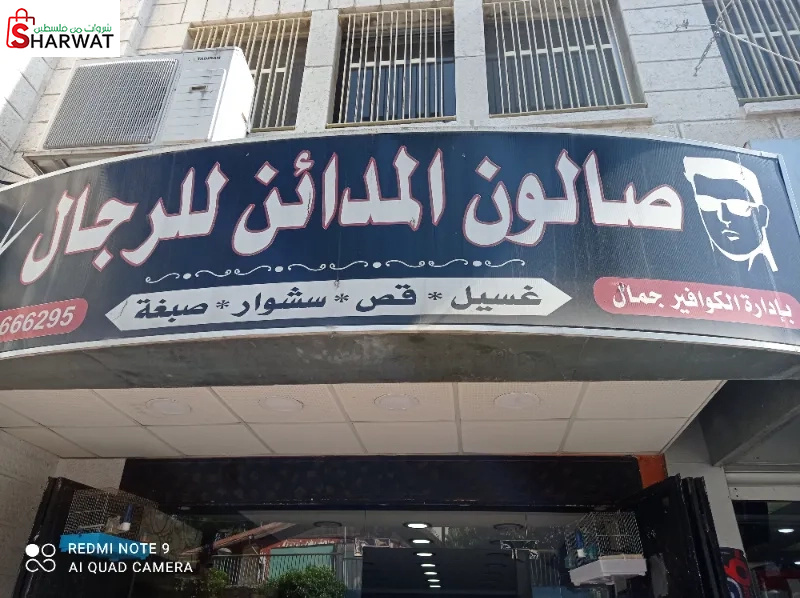 شروات من فلسطين
SHARWAT
صالون المدائن للرجال
غسيل * قص * سشوار * صبغة
بإدارة الكوافير جمال
666295
REDMI NOTE 9
AI QUAD CAMERA